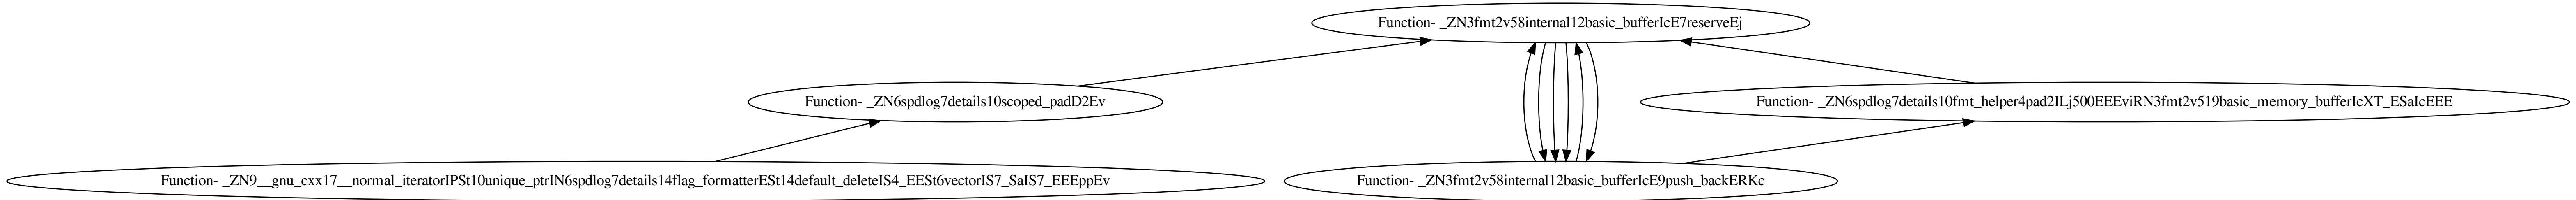 Function- _ZN3fmt2v58internal12basic_bufferIcE7reserveEj
Function- _ZN6spdlog7details10scoped_padD2Ev
Function- _ZN6spdlog7details10fmt_helper4pad2ILj500EEEviRN3fmt2v519basic_memory_bufferIcXT_ESaIcEEE
Function- _ZN9__gnu_cxx17__normal_iteratorIPSt10unique_ptrIN6spdlog7details14flag_formatterESt14default_deleteIS4_EESt6vectorIS7_SaIS7_EEEppEv
Function- _ZN3fmt2v58internal12basic_bufferIcE9push_backERKc